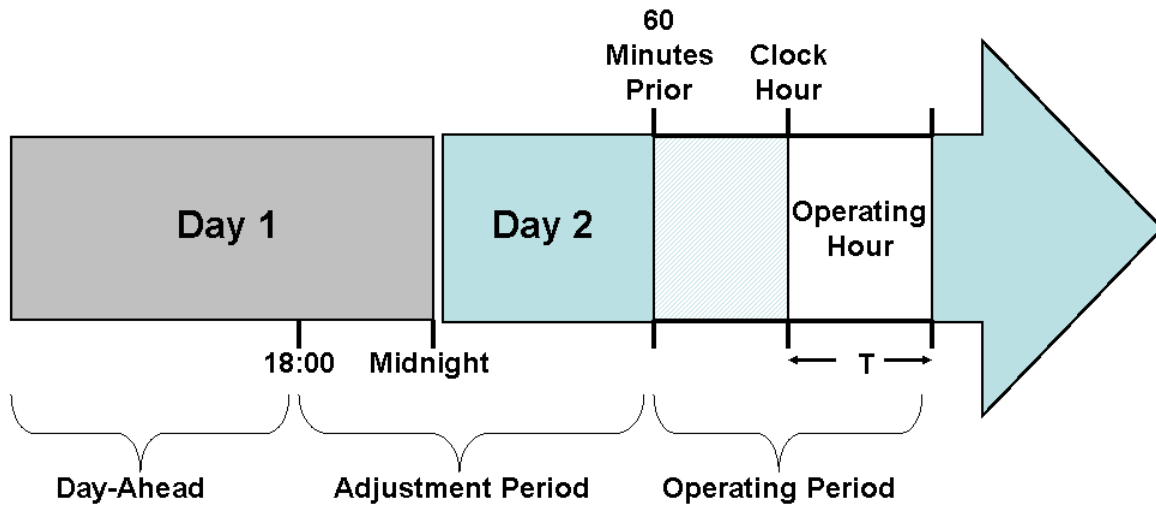 60
Minutes
Prior
Clock
Hour
Day 1
Day 2
Operating
Hour
18:00
Midnight
T
Day-Ahead
Adjustment Period
Operating Period